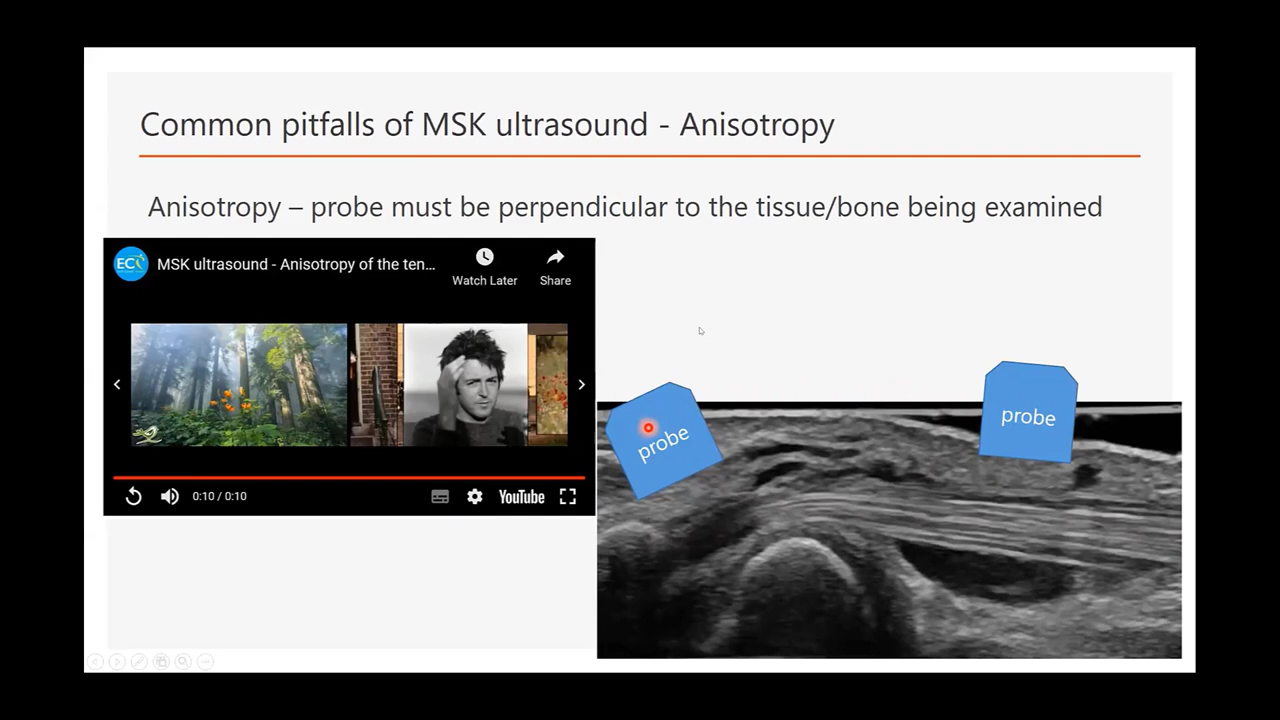 Common pitfalls of MSK ultrasound - Anisotropy
Anisotropy – probe must be perpendicular to the tissue/bone being examined
EC
MSK ultrasound - Anisotropy of the ten...
Watch Later
Share
probe
probe
0:10 / 0:10
YouTube